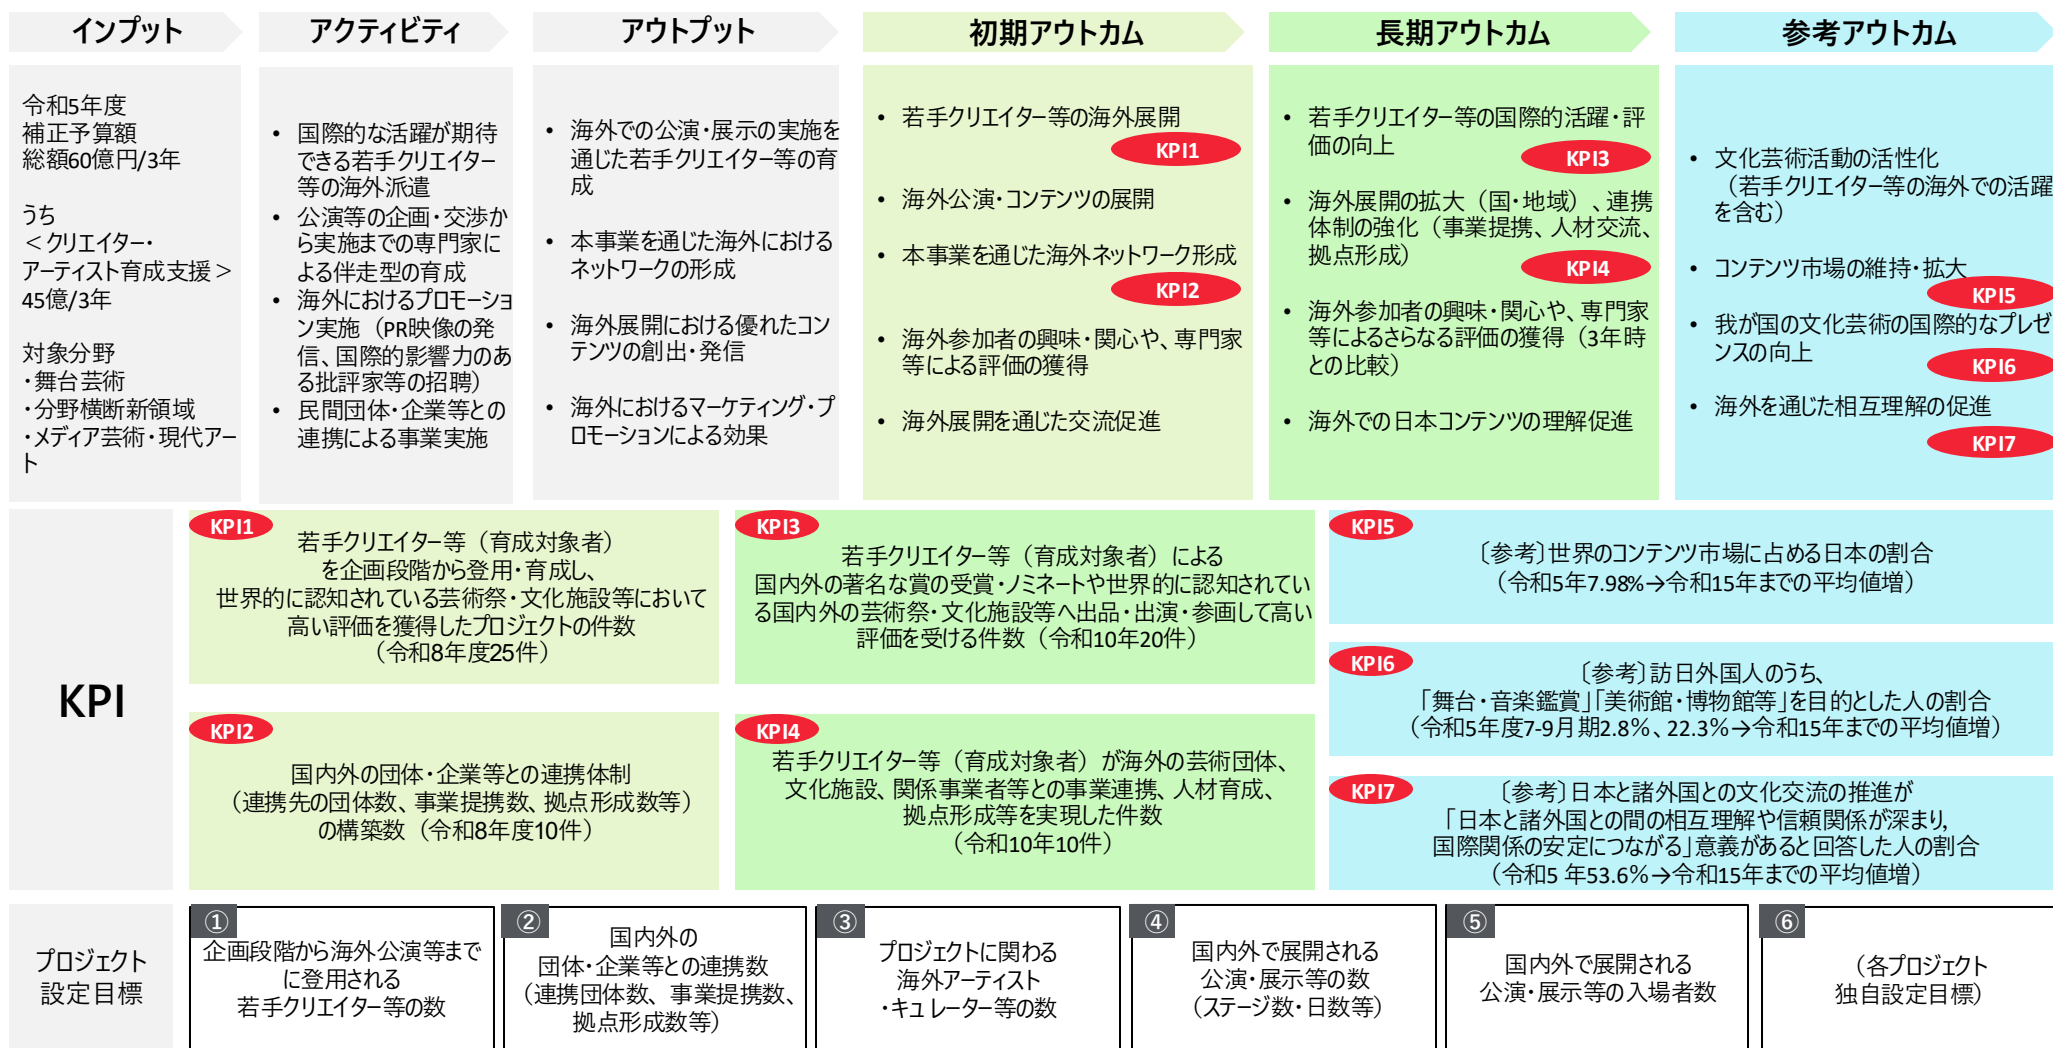 インプット
アクティビティ
アウトプット
初期アウトカム
長期アウトカム
参考アウトカム
令和5年度
補正予算額
総額60億円/3年
うち
＜クリエイター・
アーティスト育成支援＞
45億/3年
対象分野
・舞台芸術
・分野横断新領域
・メディア芸術・現代アー
ト
• 国際的な活躍が期待
できる若手クリエイター
等の海外派遣
• 公演等の企画・交渉か
ら実施までの専門家に
よる伴走型の育成
• 海外におけるプロモーショ
ン実施（PR映像の発
信、国際的影響力のあ
る批評家等の招聘）
• 民間団体・企業等との
連携による事業実施
• 海外での公演・展示の実施を
通じた若手クリエイター等の育
成
• 本事業を通じた海外における
ネットワークの形成
• 海外展開における優れたコン
テンツの創出・発信
• 海外におけるマーケティング・プ
ロモーションによる効果
• 若手クリエイター等の海外展開
KPI1
• 海外公演・コンテンツの展開
• 本事業を通じた海外ネットワーク形成
KPI2
• 海外参加者の興味・関心や、専門家
等による評価の獲得
• 海外展開を通じた交流促進
• 若手クリエイター等の国際的活躍・評
価の向上
KPI3
• 海外展開の拡大（国・地域）、連携
体制の強化（事業提携、人材交流、
拠点形成）
KPI4
• 海外参加者の興味・関心や、専門家
等によるさらなる評価の獲得（3年時
との比較）
• 海外での日本コンテンツの理解促進
• 文化芸術活動の活性化
（若手クリエイター等の海外での活躍
を含む）
• コンテンツ市場の維持・拡大
KPI5
• 我が国の文化芸術の国際的なプレゼ
ンスの向上
KPI6
• 海外を通じた相互理解の促進
KPI7
KPI
KPI1
若手クリエイター等（育成対象者）
を企画段階から登用・育成し、
世界的に認知されている芸術祭・文化施設等において
高い評価を獲得したプロジェクトの件数
（令和8年度25件）
KPI2
国内外の団体・企業等との連携体制
（連携先の団体数、事業提携数、拠点形成数等）
の構築数（令和8年度10件）
KPI3
若手クリエイター等（育成対象者）による
国内外の著名な賞の受賞・ノミネートや世界的に認知されてい
る国内外の芸術祭・文化施設等へ出品・出演・参画して高い
評価を受ける件数（令和10年20件）
KPI4
若手クリエイター等（育成対象者）が海外の芸術団体、
文化施設、関係事業者等との事業連携、人材育成、
拠点形成等を実現した件数
（令和10年10件）
KPI5
〔参考〕世界のコンテンツ市場に占める日本の割合
（令和5年7.98%→令和15年までの平均値増）
KPI6
〔参考〕訪日外国人のうち、
「舞台・音楽鑑賞」「美術館・博物館等」を目的とした人の割合
（令和5年度7-9月期2.8％、22.3％→令和15年までの平均値増）
KPI7
〔参考〕日本と諸外国との文化交流の推進が
「日本と諸外国との間の相互理解や信頼関係が深まり、
国際関係の安定につながる」意義があると回答した人の割合
（令和5 年53.6％→令和15年までの平均値増）
プロジェクト
設定目標
①
企画段階から海外公演等まで
に登用される
若手クリエイター等の数
②
国内外の
団体・企業等との連携数
（連携団体数、事業提携数、
拠点形成数等）
③
プロジェクトに関わる
海外アーティスト
・キュレーター等の数
④
国内外で展開される
公演・展示等の数
（ステージ数・日数等）
⑤
国内外で展開される
公演・展示等の入場者数
⑥
（各プロジェクト
独自設定目標）